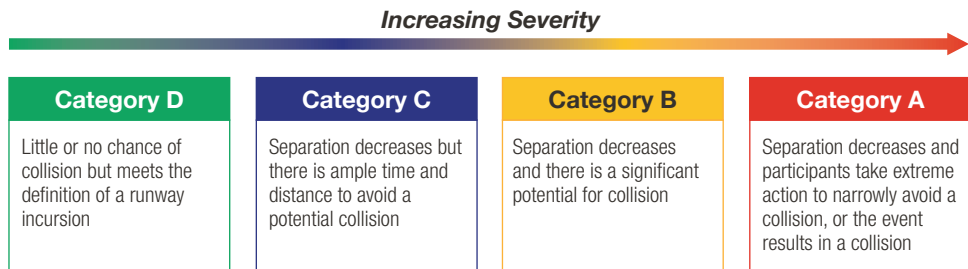 Increasing Severity
Category D
Little or no chance of
collision but meets the
definition of a runway
incursion
Category C
Separation decreases but
there is ample time and
distance to avoid a
potential collision
Category B
Separation decreases
and there is a significant
potential for collision
Category A
Separation decreases and
participants take extreme
action to narrowly avoid a
collision, or the event
results in a collision